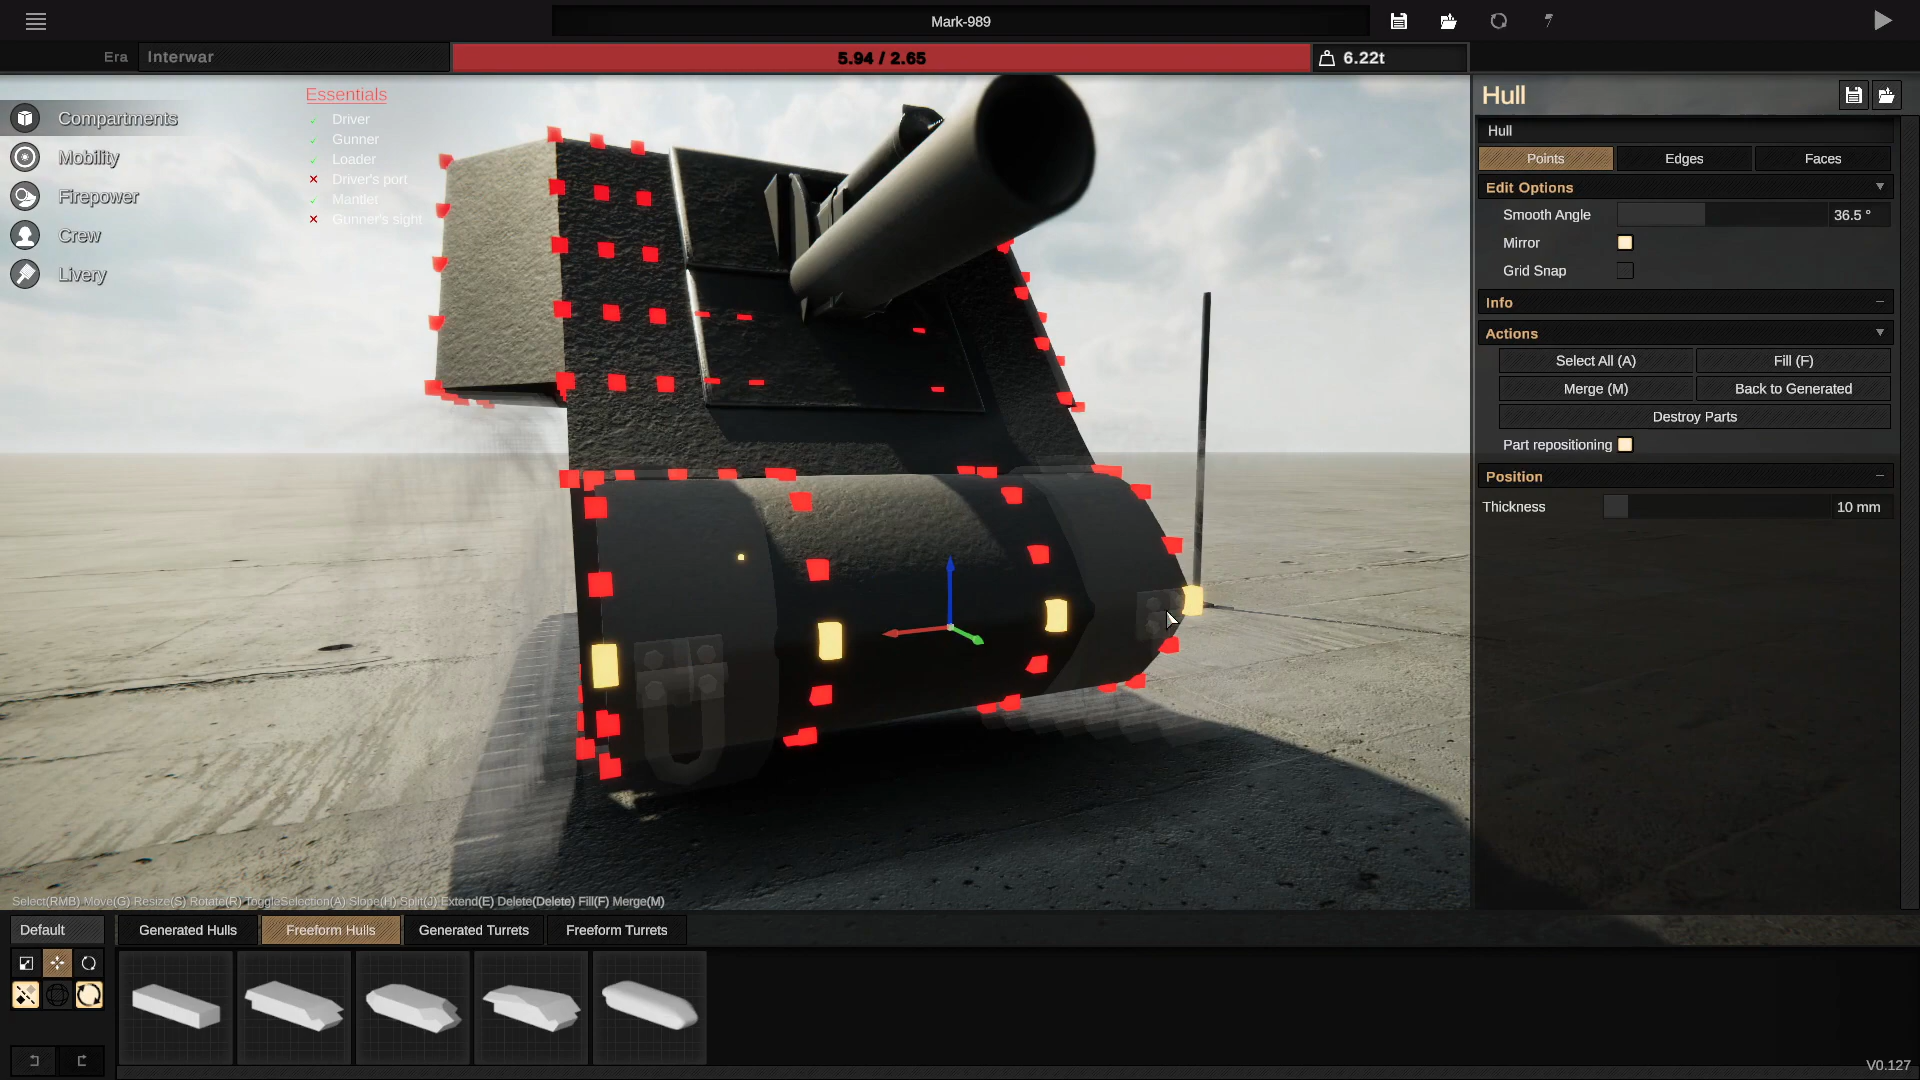 Mark-989
Era
Interwar
5.94 / 2.65
6.22t
Compartments
Mobility
Firepower
Crew
Livery
Essentials
Driver
Gunner
Loader
Driver's port
Mantlet
Gunner's sight
Hull
Hull
Points
Edges
Faces
Edit Options
Smooth Angle
36.5 °
Mirror
Grid Snap
Info
Actions
Select All (A)
Fill (F)
Merge (M)
Back to Generated
Destroy Parts
Part repositioning
Position
Thickness
10 mm
Select(RMB) Move(G) Resize(S) Rotate(R) ToggleSelection(A) Slope(H) Split(J) Extend(E) Delete(Delete) Fill(F) Merge(M)
Default
Generated Hulls
Freeform Hulls
Generated Turrets
Freeform Turrets
V0.127